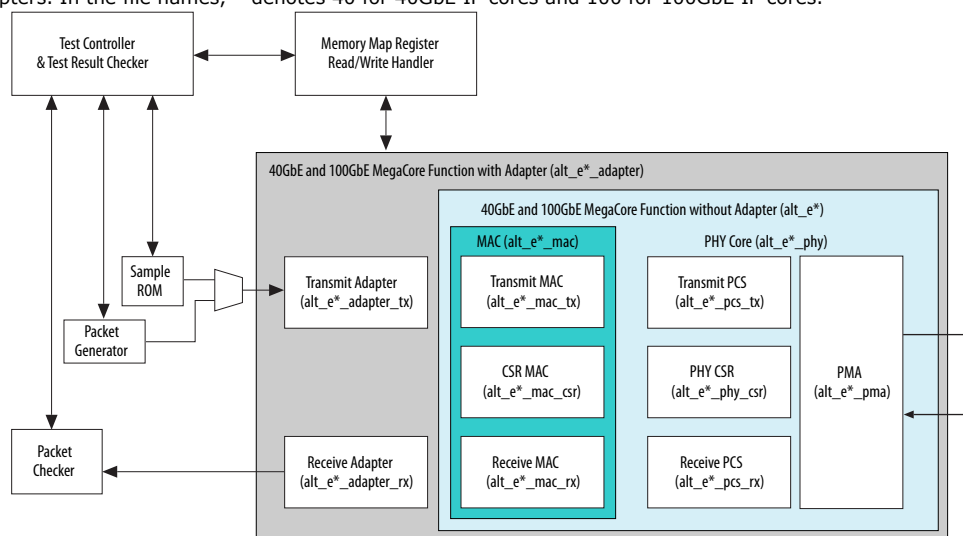 apters. In the file names, * denotes 40 for 40GbE IP cores and 100 for 100GbE IP cores.
Test Controller
& Test Result Checker
Memory Map Register
Read/Write Handler
40GbE and 100GbE MegaCore Function with Adapter (alt_e*_adapter)
40GbE and 100GbE MegaCore Function without Adapter (alt_e*)
MAC (alt_e*_mac)
PHY Core (alt_e*_phy)
Sample
ROM
Transmit Adapter
(alt_e*_adapter_tx)
Transmit MAC
(alt_e*_mac_tx)
Transmit PCS
(alt_e*_pcs_tx)
Packet
Generator
CSR MAC
(alt_e*_mac_csr)
PHY CSR
(alt_e*_phy_csr)
PMA
(alt_e*_pma)
Packet
Checker
Receive Adapter
(alt_e*_adapter_rx)
Receive MAC
(alt_e*_mac_rx)
Receive PCS
(alt_e*_pcs_rx)